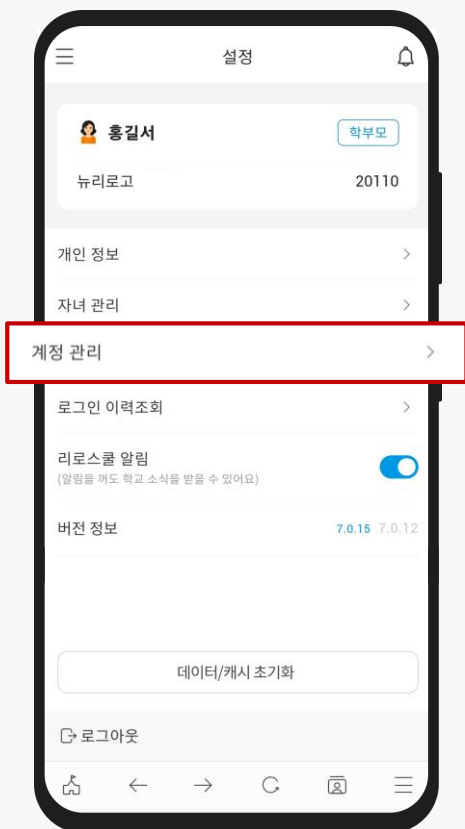 설정
홍길서 학부모
뉴리로고 20110
개인 정보
자녀 관리
계정 관리
로그인 이력조회
리로스쿨 알림
(알림을 꺼도 학교 소식을 받을 수 있어요)
버전 정보 7.0.15 7.0.12
데이터/캐시 초기화
로그아웃